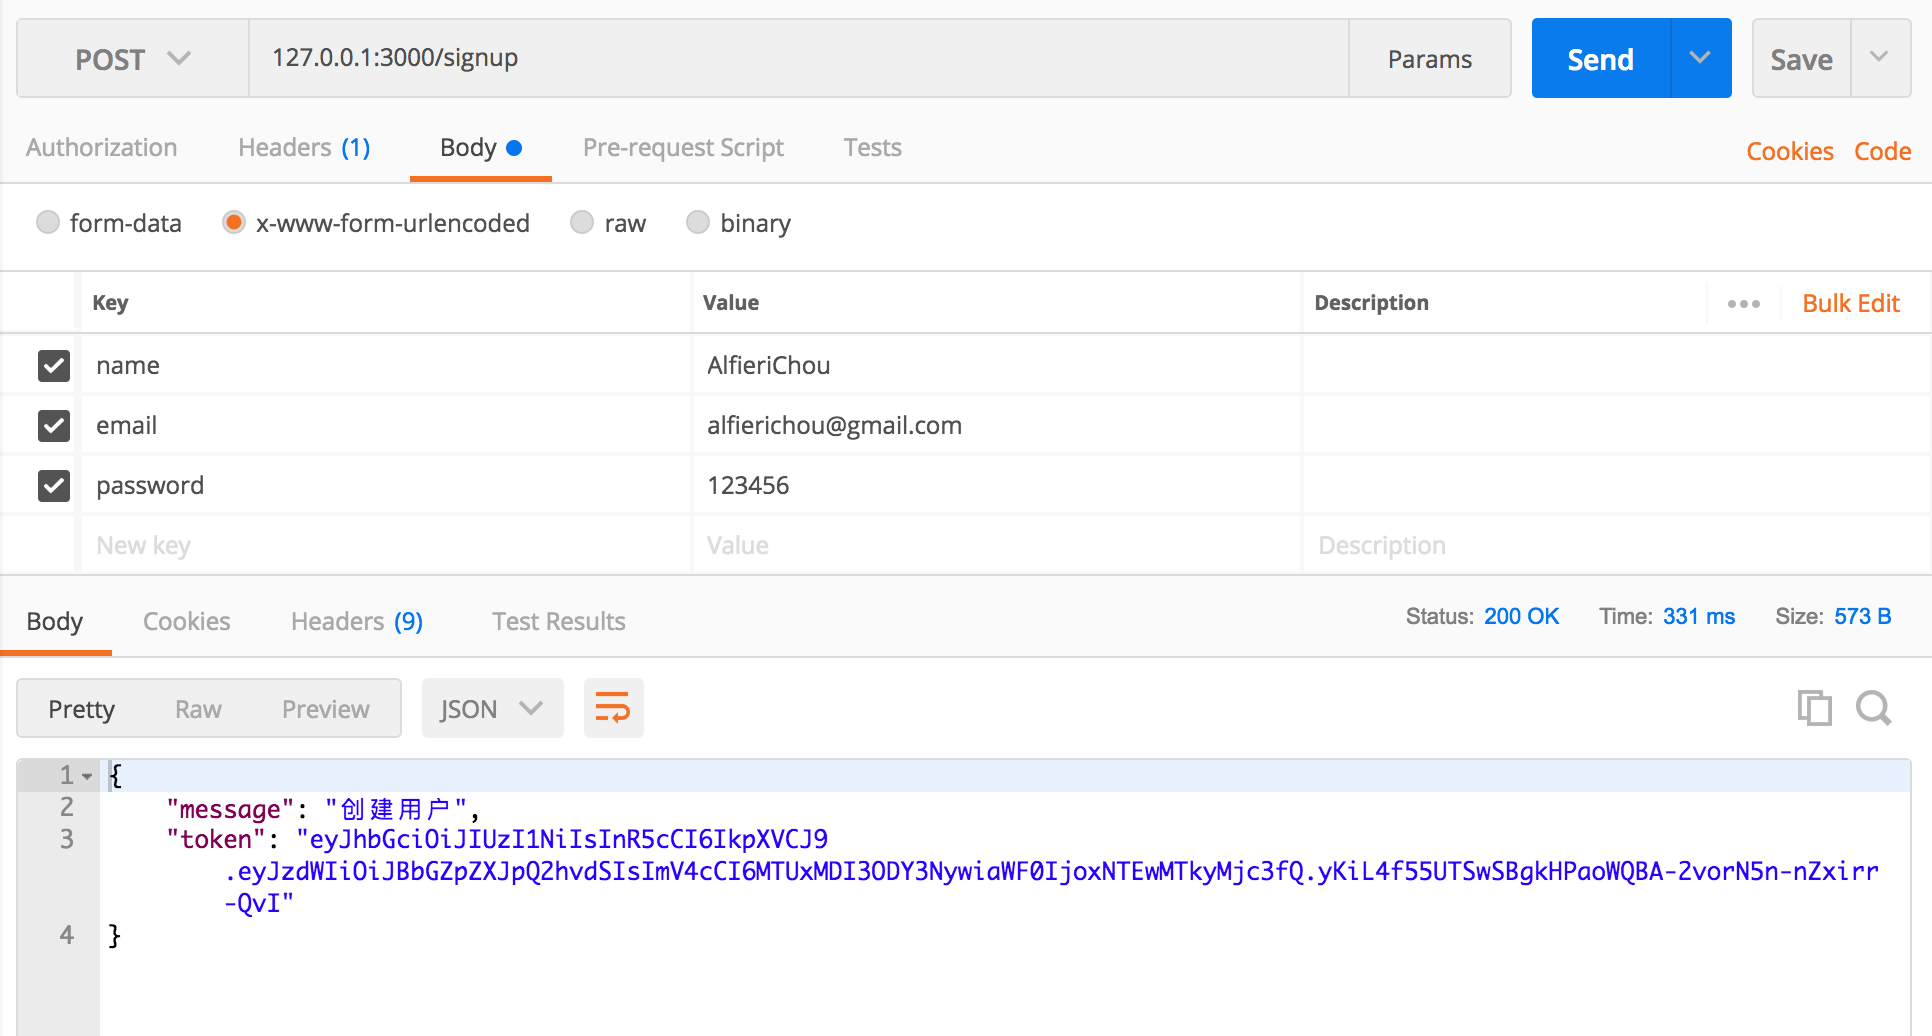 POST 127.0.0.1:3000/signup Params Send Save
Authorization Headers (1) Body Pre-request Script Tests Cookies Code
form-data x-www-form-urlencoded raw binary
Key Value Description ••• Bulk Edit
name AlfieriChou
email alfierichou@gmail.com
password 123456
New key Value Description
Body Cookies Headers (9) Test Results Status: 200 OK Time: 331 ms Size: 573 B
Pretty Raw Preview JSON
1 {
2 "message": "创建用户",
3 "token": "eyJhbGciOiJIUzI1NiIsInR5cCI6IkpXVCJ9
.eyJzdWIiOiJBbGZpZXJpQ2hvdSIsImV4cCI6MTUxMDI3ODY3NywiaWF0IjoxNTEwMTkyMjc3fQ.yKiL4f55UTSwSBgkHPaoWQBA-2vorN5n-nZxirr
-QvI"
4 }